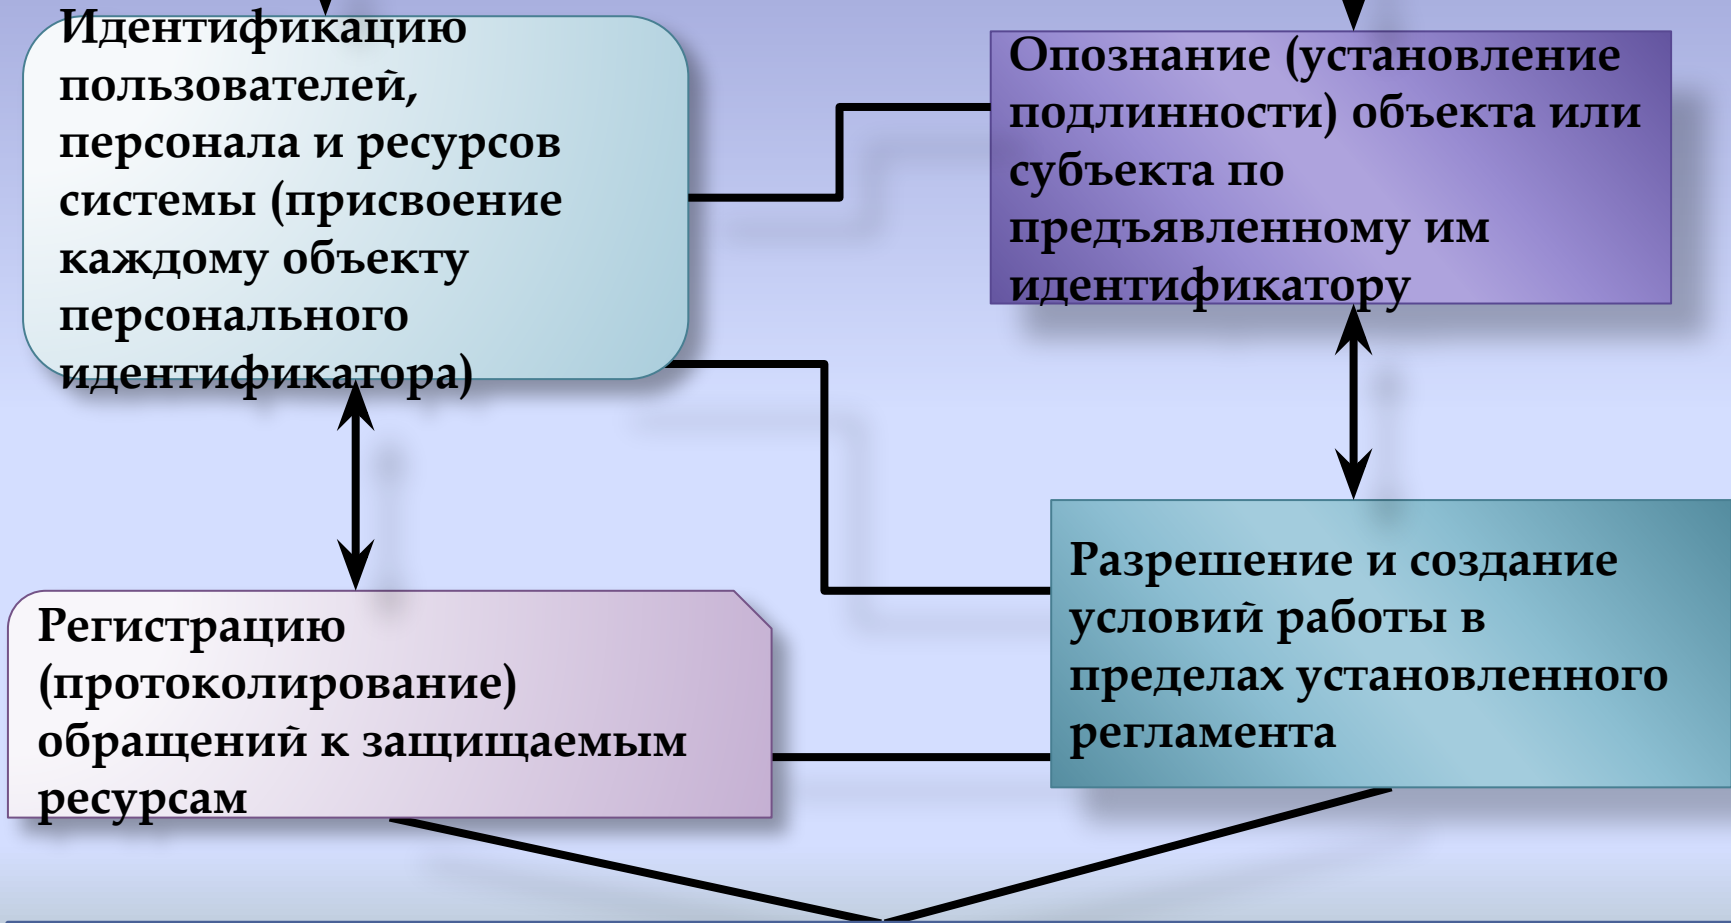 Идентификацию
пользователей,
персонала и ресурсов
системы (присвоение
каждому объекту
персонального
идентификатора)
Опознание (установление
подлинности) объекта или
субъекта по
предъявленному им
идентификатору
Регистрацию
(протоколирование)
обращений к защищаемым
ресурсам
Разрешение и создание
условий работы в
пределах установленного
регламента